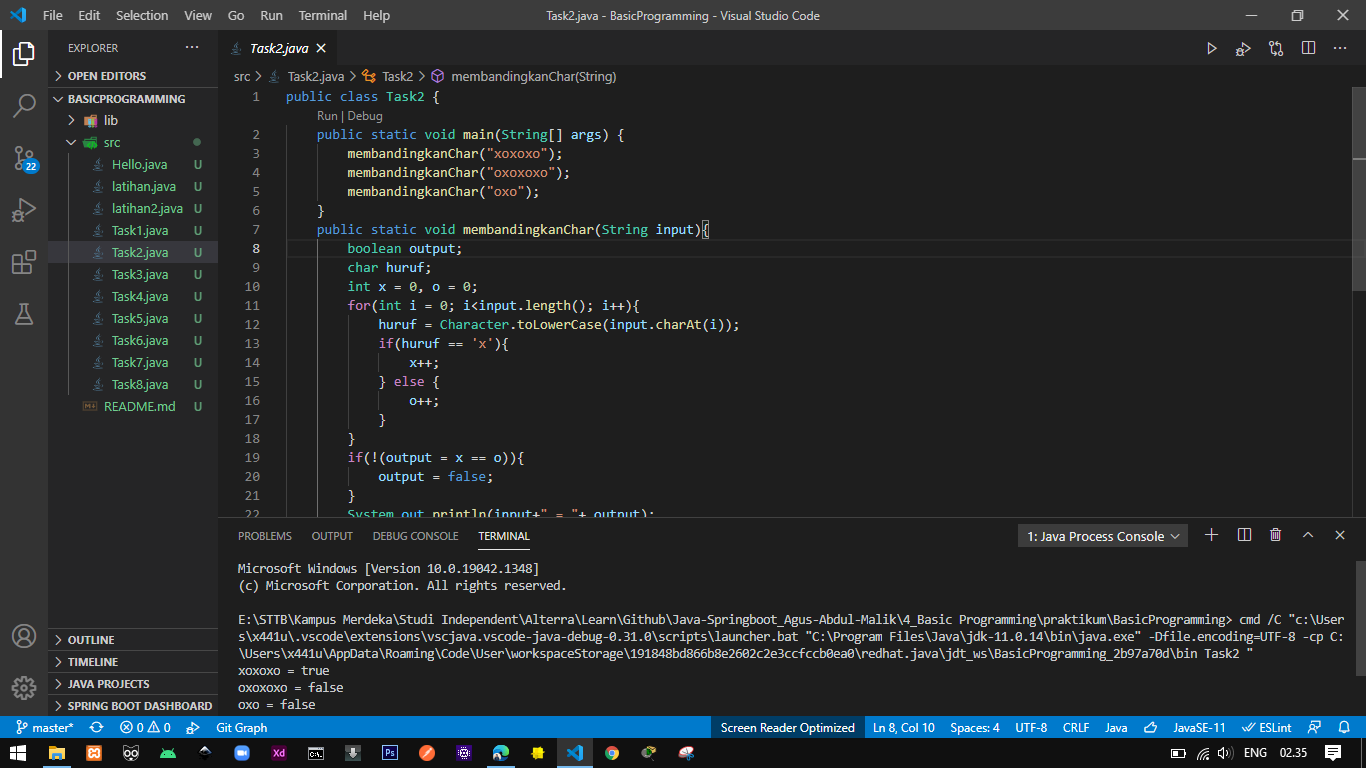 File Edit Selection View Go Run Terminal Help
Task2.java - BasicProgramming - Visual Studio Code
EXPLORER
OPEN EDITORS
BASICPROGRAMMING
lib
src
Hello.java U
latihan.java U
latihan2.java U
Task1.java U
Task2.java U
Task3.java U
Task4.java U
Task5.java U
Task6.java U
Task7.java U
Task8.java U
README.md U
OUTLINE
TIMELINE
JAVA PROJECTS
SPRING BOOT DASHBOARD
22
Task2.java
src > Task2.java > Task2 > membandingkanChar(String)
1 public class Task2 {
Run | Debug
2 public static void main(String[] args) {
3 membandingkanChar("xoxoxo");
4 membandingkanChar("oxoxoxo");
5 membandingkanChar("oxo");
6 }
7 public static void membandingkanChar(String input){
8 boolean output;
9 char huruf;
10 int x = 0, o = 0;
11 for(int i = 0; i<input.length(); i++){
12 huruf = Character.toLowerCase(input.charAt(i));
13 if(huruf == 'x'){
14 x++;
15 } else {
16 o++;
17 }
18 }
19 if(!(output = x == o)){
20 output = false;
21 }
22 System.out.println(input+" = "+ output);
PROBLEMS OUTPUT DEBUG CONSOLE TERMINAL
1: Java Process Console
Microsoft Windows [Version 10.0.19042.1348]
(c) Microsoft Corporation. All rights reserved.
E:\STTB\Kampus Merdeka\Studi Independent\Alterra\Learn\Github\Java-Springboot_Agus-Abdul-Malik\4_Basic Programming\praktikum\BasicProgramming> cmd /C "c:\User
s\x441u\.vscode\extensions\vscjava.vscode-java-debug-0.31.0\scripts\launcher.bat "C:\Program Files\Java\jdk-11.0.14\bin\java.exe" -Dfile.encoding=UTF-8 -cp C:
\Users\x441u\AppData\Roaming\Code\User\workspaceStorage\191848bd866b8e2602c2e3ccfccb0ea0\redhat.java\jdt_ws\BasicProgramming_2b97a70d\bin Task2 "
xoxoxo = true
oxoxoxo = false
oxo = false
master* 0 0 Git Graph Screen Reader Optimized Ln 8, Col 10 Spaces: 4 UTF-8 CRLF Java JavaSE-11 ESLint
Xd Ps ENG 02.35